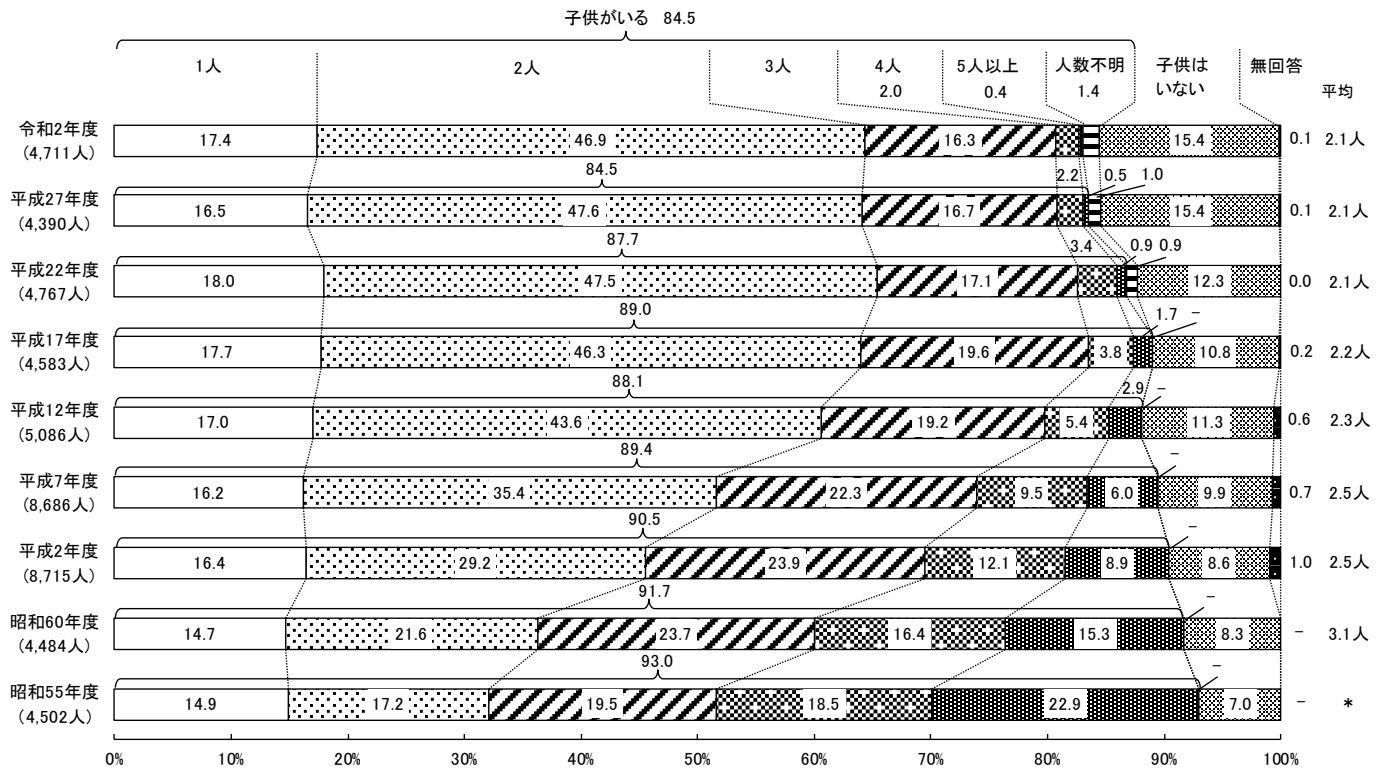 子供がいる 84.5
1人 2人 3人 4人 5人以上 人数不明 子供は 無回答
2.0 0.4 1.4 いない 平均
令和2年度
(4,711人) 17.4 46.9 16.3 15.4 0.1 2.1人
84.5 2.2 0.5 1.0
平成27年度
(4,390人) 16.5 47.6 16.7 15.4 0.1 2.1人
87.7 3.4 0.9 0.9
平成22年度
(4,767人) 18.0 47.5 17.1 12.3 0.0 2.1人
89.0 1.7 −
平成17年度
(4,583人) 17.7 46.3 19.6 3.8 10.8 0.2 2.2人
88.1 2.9 −
平成12年度
(5,086人) 17.0 43.6 19.2 5.4 11.3 0.6 2.3人
89.4 −
平成7年度
(8,686人) 16.2 35.4 22.3 9.5 6.0 9.9 0.7 2.5人
90.5 −
平成2年度
(8,715人) 16.4 29.2 23.9 12.1 8.9 8.6 1.0 2.5人
91.7 −
昭和60年度
(4,484人) 14.7 21.6 23.7 16.4 15.3 8.3 − 3.1人
93.0 −
昭和55年度
(4,502人) 14.9 17.2 19.5 18.5 22.9 7.0 − *
0% 10% 20% 30% 40% 50% 60% 70% 80% 90% 100%